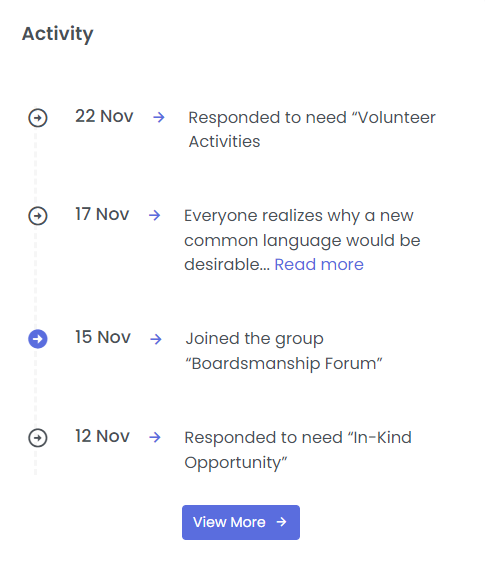 Activity
22 Nov
Responded to need “Volunteer
Activities
17 Nov
Everyone realizes why a new
common language would be
desirable... Read more
15 Nov
Joined the group
“Boardsmanship Forum”
12 Nov
Responded to need “In-Kind
Opportunity”
View More